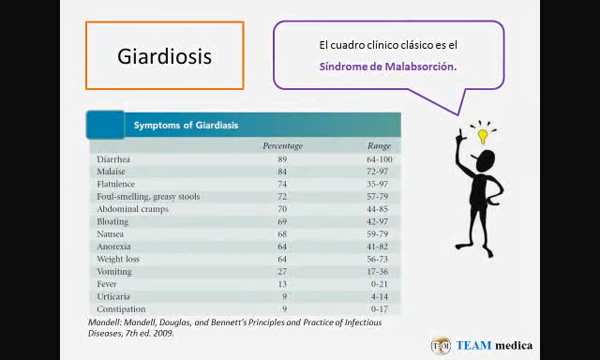 Giardiosis
El cuadro clínico clásico es el
Síndrome de Malabsorción.
Symptoms of Giardiasis
Percentage Range
Diarrhea 89 64-100
Malaise 84 72-97
Flatulence 74 35-97
Foul-smelling, greasy stools 72 57-79
Abdominal cramps 70 44-85
Bloating 69 42-97
Nausea 68 59-79
Anorexia 64 41-82
Weight loss 64 56-73
Vomiting 27 17-36
Fever 13 0-21
Urticaria 9 4-14
Constipation 9 0-17
Mandell: Mandell, Douglas, and Bennett's Principles and Practice of Infectious
Diseases, 7th ed. 2009.
TEAM medica